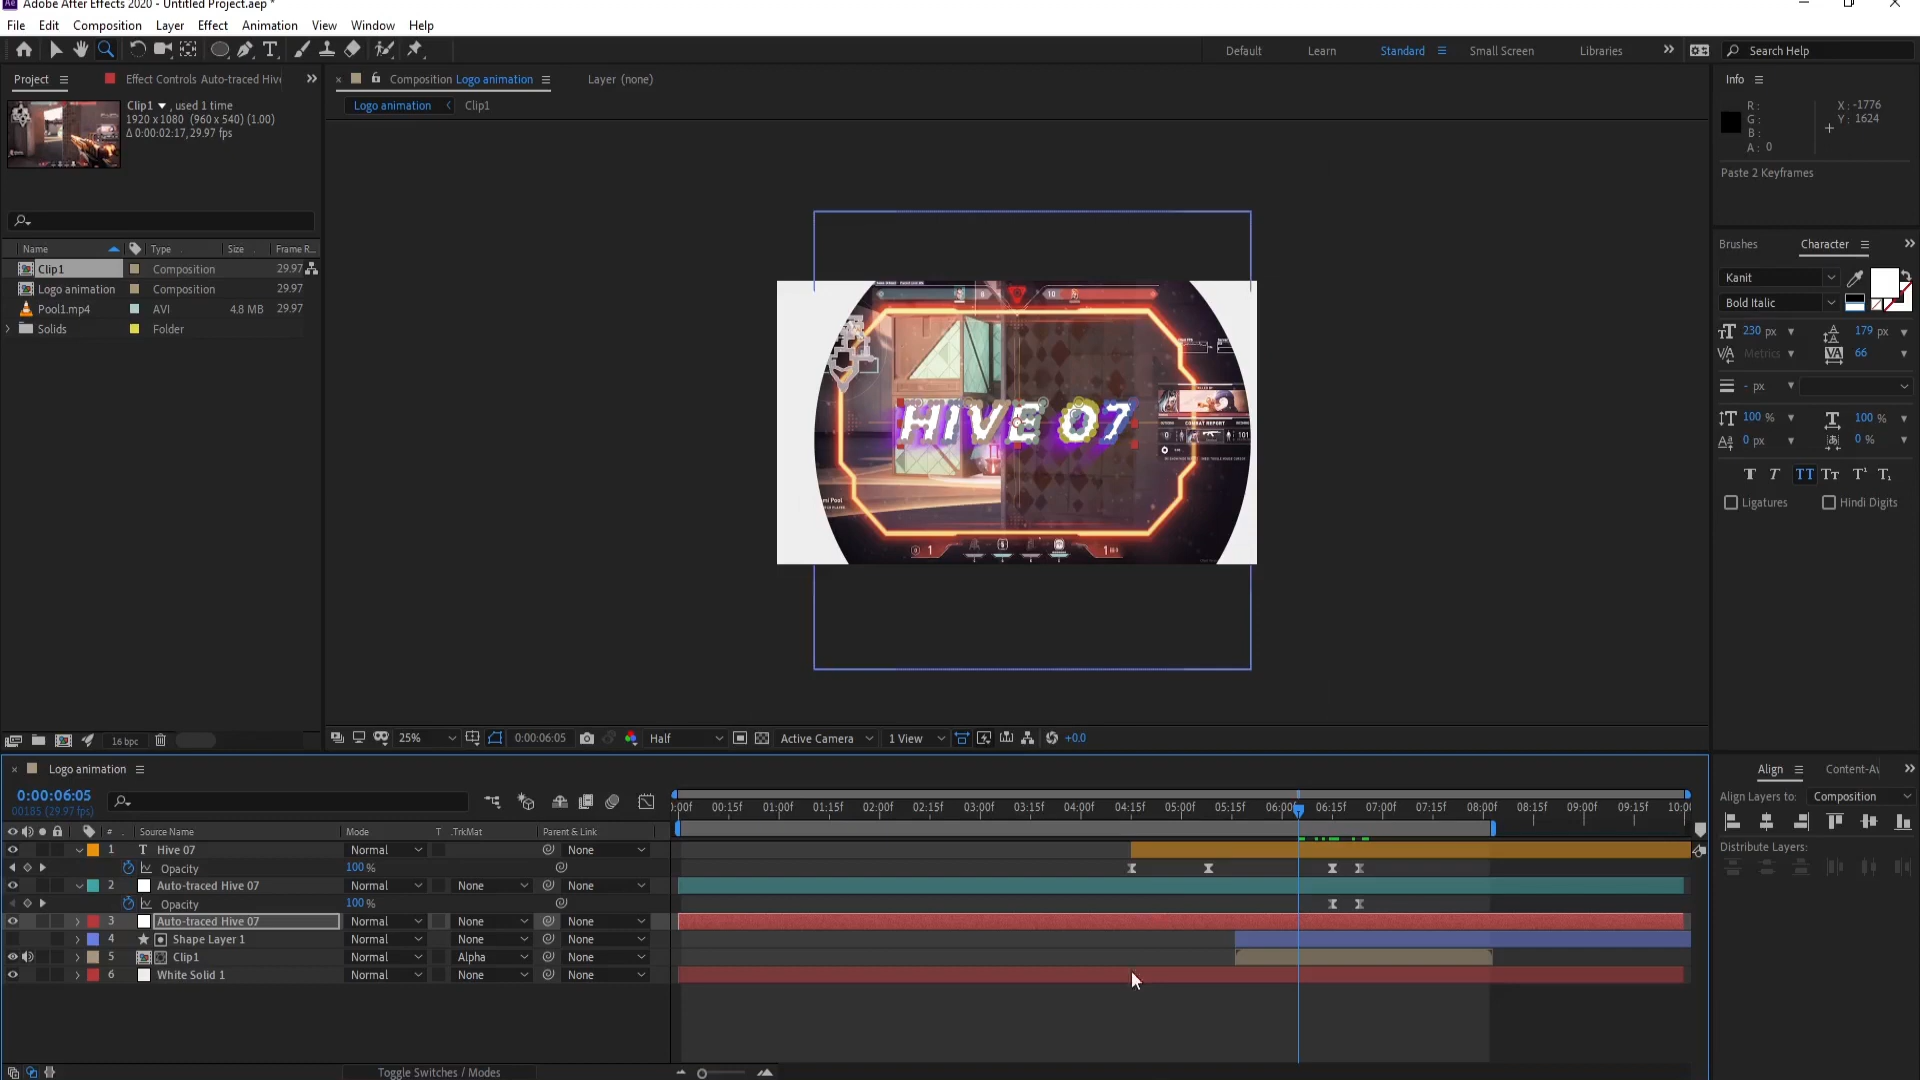 Adobe After Effects 2020 - Untitled Project.aep *
File Edit Composition Layer Effect Animation View Window Help
Default Learn Standard Small Screen Libraries Search Help
Project Effect Controls Auto-traced Hive
Composition Logo animation Layer (none)
Logo animation Clip1
Clip1 , used 1 time
1920 x 1080 (960 x 540) (1.00)
Δ 0:00:02:17, 29.97 fps
Name Type Size Frame R...
Clip1 Composition 29.97
Logo animation Composition 29.97
Pool1.mp4 AVI 4.8 MB 29.97
Solids Folder
16 bpc
HIVE 07
COMBAT REPORT
10
0
101
1
25% 0:00:06:05 Half Active Camera 1 View +0.0
Info
R :
G :
B :
A : 0
X : -1776
Y : 1624
Paste 2 Keyframes
Brushes Character
Kanit
Bold Italic
230 px 179 px
Metrics 66
- px
100 % 100 %
0 px 0 %
TT Tt T¹ T₁
Ligatures Hindi Digits
Align Content-Av
Align Layers to: Composition
Distribute Layers:
Logo animation
0:00:06:05
00185 (29.97 fps)
):00f 00:15f 01:00f 01:15f 02:00f 02:15f 03:00f 03:15f 04:00f 04:15f 05:00f 05:15f 06:00f 06:15f 07:00f 07:15f 08:00f 08:15f 09:00f 09:15f 10:00
# Source Name Mode T .TrkMat Parent & Link
1 T Hive 07 Normal None
Opacity 100 %
2 Auto-traced Hive 07 Normal None None
Opacity 100 %
3 Auto-traced Hive 07 Normal None None
4 Shape Layer 1 Normal None None
5 Clip1 Normal Alpha None
6 White Solid 1 Normal None None
Toggle Switches / Modes